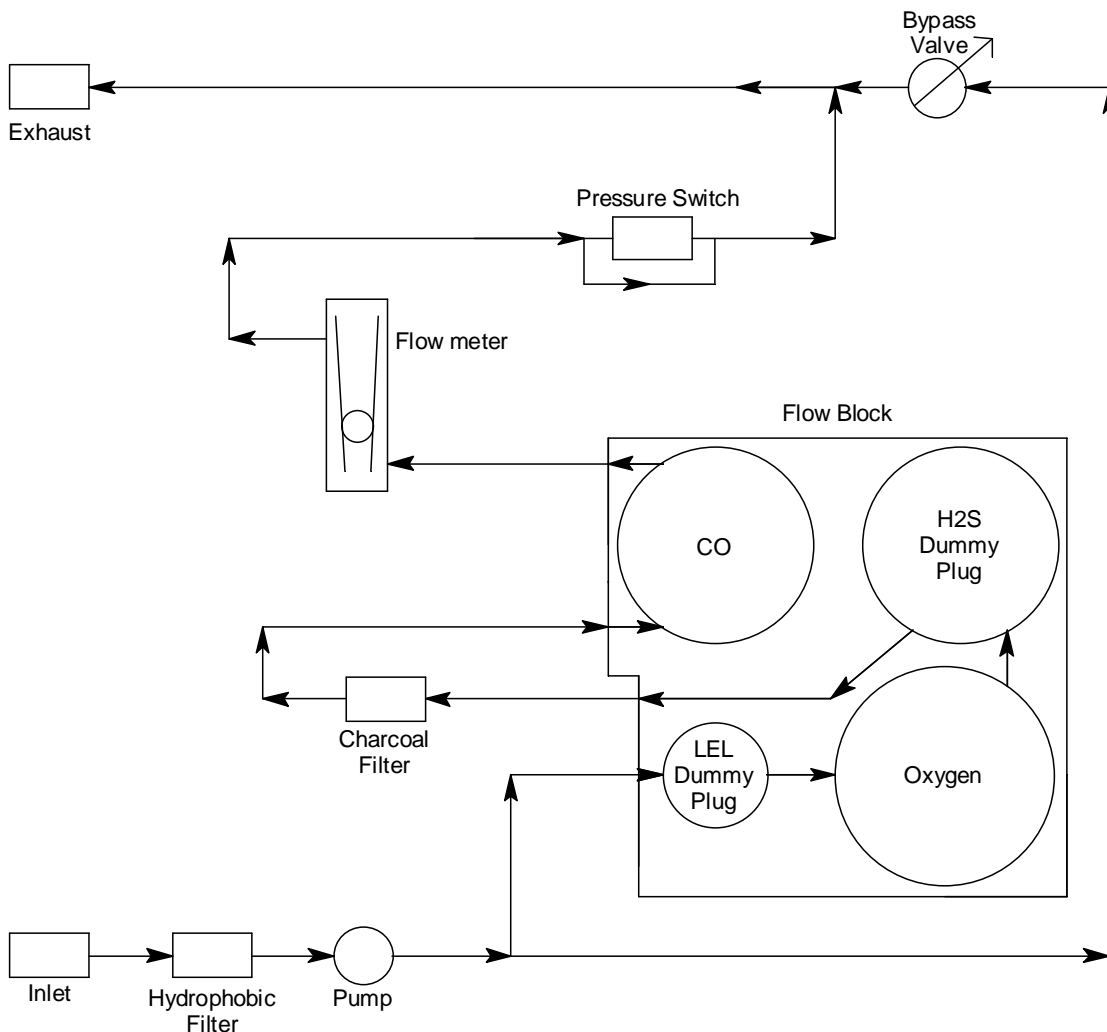 Bypass
Valve
Exhaust
Pressure Switch
Flow meter
Flow Block
CO
H2S
Dummy
Plug
Charcoal
Filter
LEL
Dummy
Plug
Oxygen
Inlet
Hydrophobic
Filter
Pump